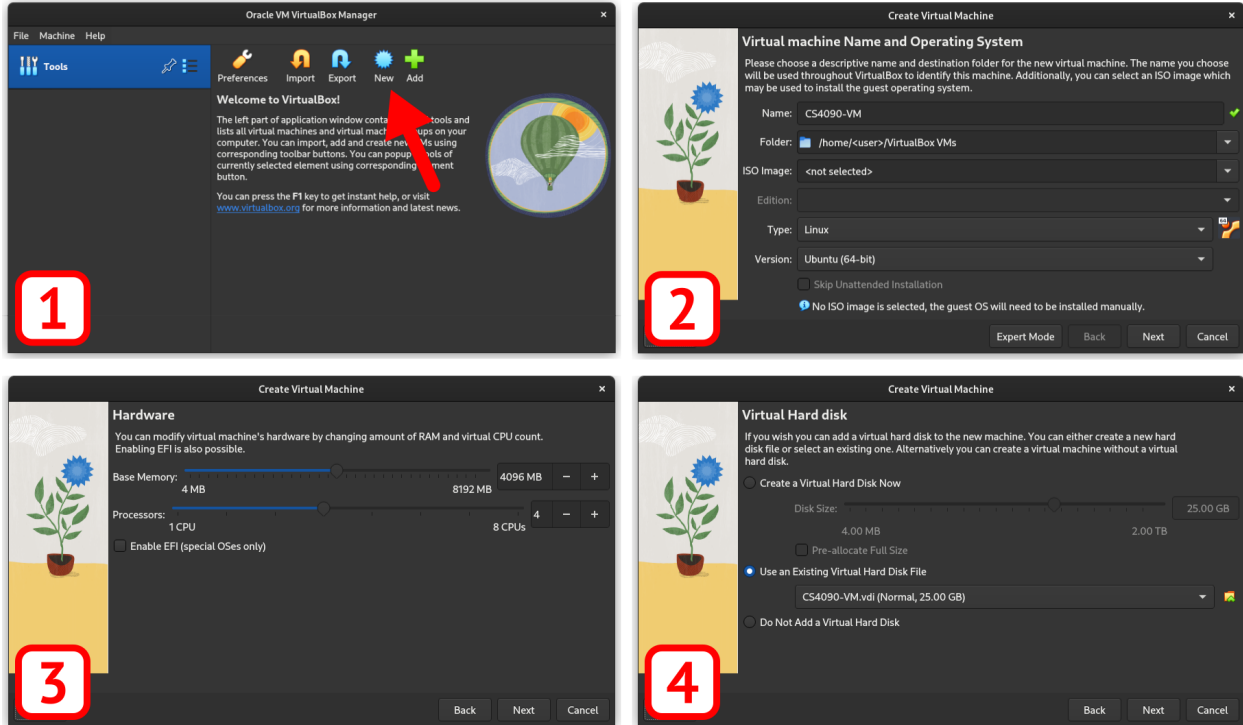 Oracle VM VirtualBox Manager
×
File Machine Help
Tools
Preferences Import Export New Add
Welcome to VirtualBox!
The left part of application window conta tools and
lists all virtual machines and virtual mach ups on your
computer. You can import, add and create new Ms using
corresponding toolbar buttons. You can popup ols of
currently selected element using corresponding ment
button.
You can press the F1 key to get instant help, or visit
www.virtualbox.org for more information and latest news.
1
Create Virtual Machine
×
Virtual machine Name and Operating System
Please choose a descriptive name and destination folder for the new virtual machine. The name you choose
will be used throughout VirtualBox to identify this machine. Additionally, you can select an ISO image which
may be used to install the guest operating system.
Name: CS4090-VM
Folder: /home/<user>/VirtualBox VMs
ISO Image: <not selected>
Edition:
Type: Linux
64
Version: Ubuntu (64-bit)
Skip Unattended Installation
No ISO image is selected, the guest OS will need to be installed manually.
2
Expert Mode Back Next Cancel
Create Virtual Machine
×
Hardware
You can modify virtual machine's hardware by changing amount of RAM and virtual CPU count.
Enabling EFI is also possible.
Base Memory: 4096 MB − +
4 MB 8192 MB
Processors: 4 − +
1 CPU 8 CPUs
Enable EFI (special OSes only)
3
Back Next Cancel
Create Virtual Machine
×
Virtual Hard disk
If you wish you can add a virtual hard disk to the new machine. You can either create a new hard
disk file or select an existing one. Alternatively you can create a virtual machine without a virtual
hard disk.
Create a Virtual Hard Disk Now
Disk Size: 25.00 GB
4.00 MB 2.00 TB
Pre-allocate Full Size
Use an Existing Virtual Hard Disk File
CS4090-VM.vdi (Normal, 25.00 GB)
Do Not Add a Virtual Hard Disk
4
Back Next Cancel